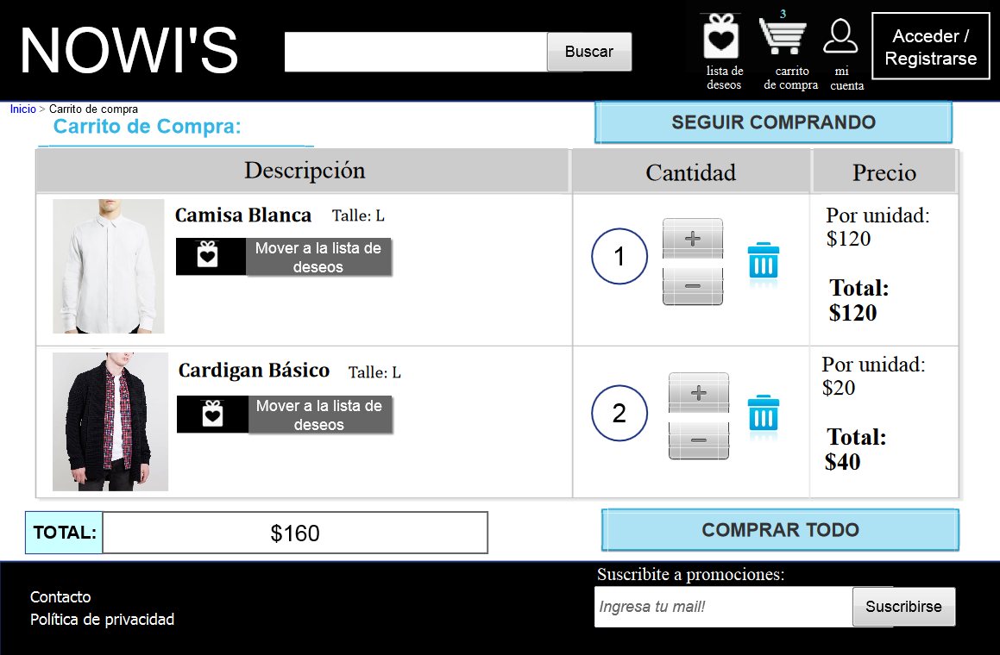 NOWI'S
Buscar
lista de
deseos
3
carrito
de compra
mi
cuenta
Acceder /
Registrarse
Inicio > Carrito de compra
Carrito de Compra:
SEGUIR COMPRANDO
Descripción
Cantidad
Precio
Camisa Blanca
Talle: L
Mover a la lista de
deseos
1
+
−
Por unidad:
$120
Total:
$120
Cardigan Básico
Talle: L
Mover a la lista de
deseos
2
+
−
Por unidad:
$20
Total:
$40
TOTAL:
$160
COMPRAR TODO
Contacto
Política de privacidad
Suscribite a promociones:
Ingresa tu mail!
Suscribirse